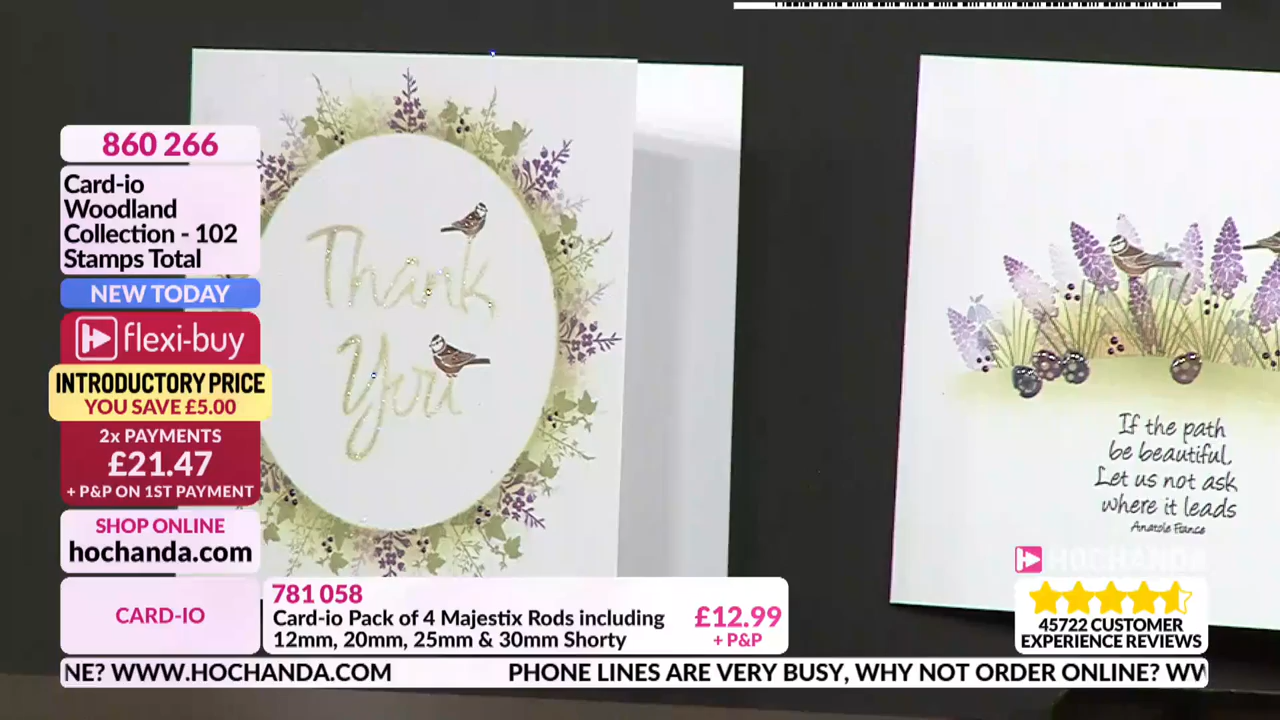 860 266
Card-io
Woodland
Collection - 102
Stamps Total
NEW TODAY
flexi-buy
INTRODUCTORY PRICE
YOU SAVE £5.00
2x PAYMENTS
£21.47
+ P&P ON 1ST PAYMENT
SHOP ONLINE
hochanda.com
CARD-IO
781 058
Card-io Pack of 4 Majestix Rods including
12mm, 20mm, 25mm & 30mm Shorty
£12.99
+ P&P
Thank
You
If the path
be beautiful,
Let us not ask
where it leads
Anatole France
HOCHANDA
45722 CUSTOMER
EXPERIENCE REVIEWS
NE? WWW.HOCHANDA.COM PHONE LINES ARE VERY BUSY, WHY NOT ORDER ONLINE? WW